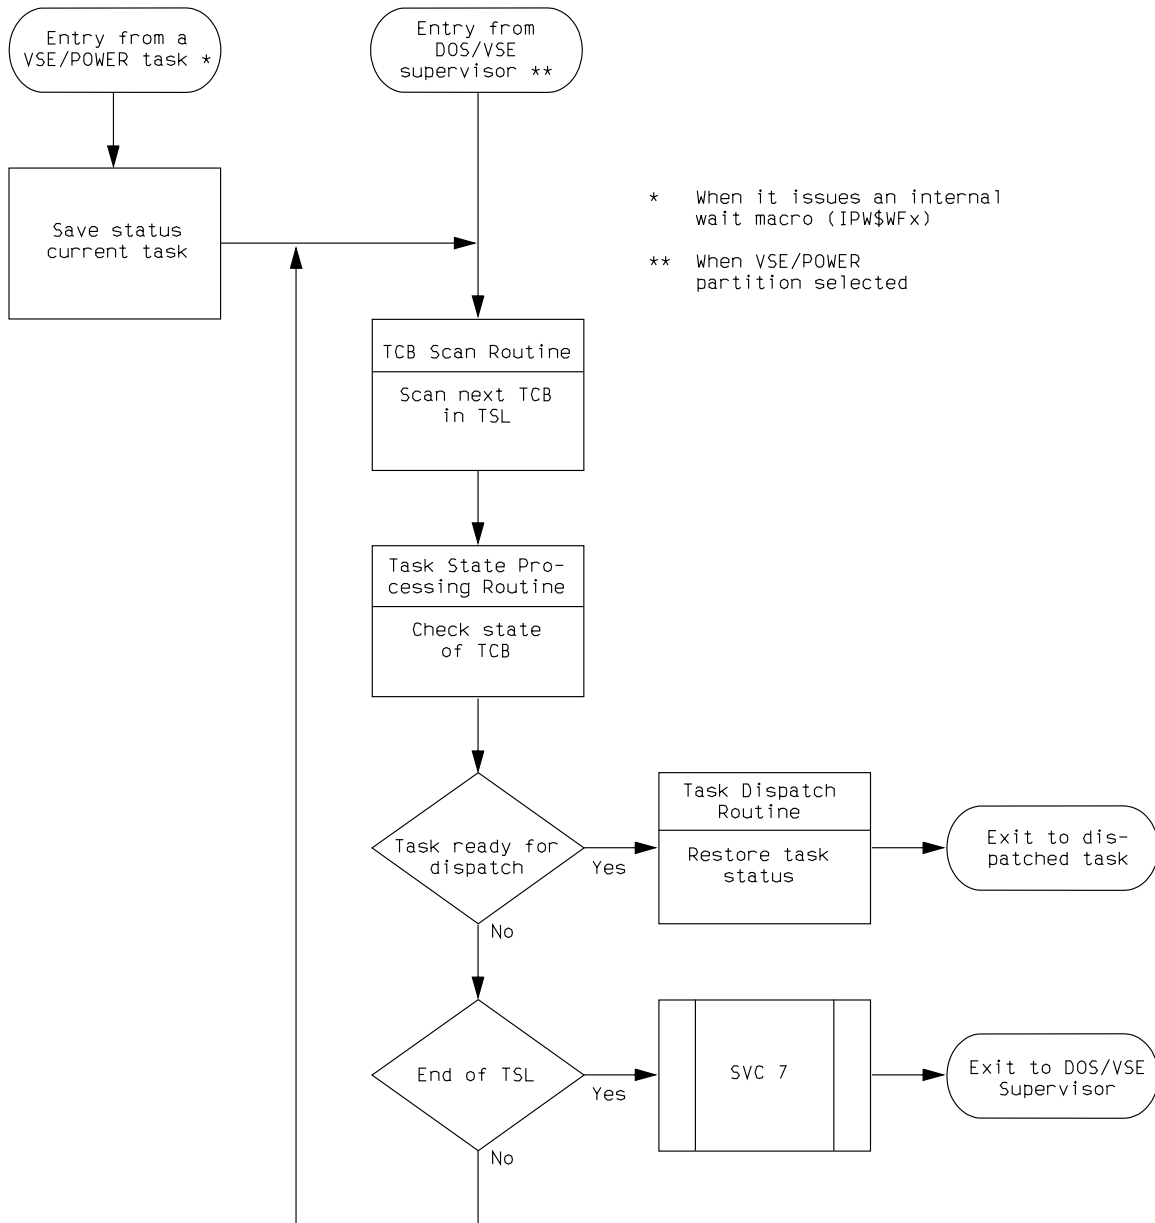 Entry from a
VSE/POWER task *
Entry from
DOS/VSE
supervisor **
Save status
current task
* When it issues an internal
wait macro (IPW$WFx)
** When VSE/POWER
partition selected
TCB Scan Routine
Scan next TCB
in TSL
Task State Pro-
cessing Routine
Check state
of TCB
Task ready for
dispatch
Yes
No
Task Dispatch
Routine
Restore task
status
Exit to dis-
patched task
End of TSL
Yes
No
SVC 7
Exit to DOS/VSE
Supervisor